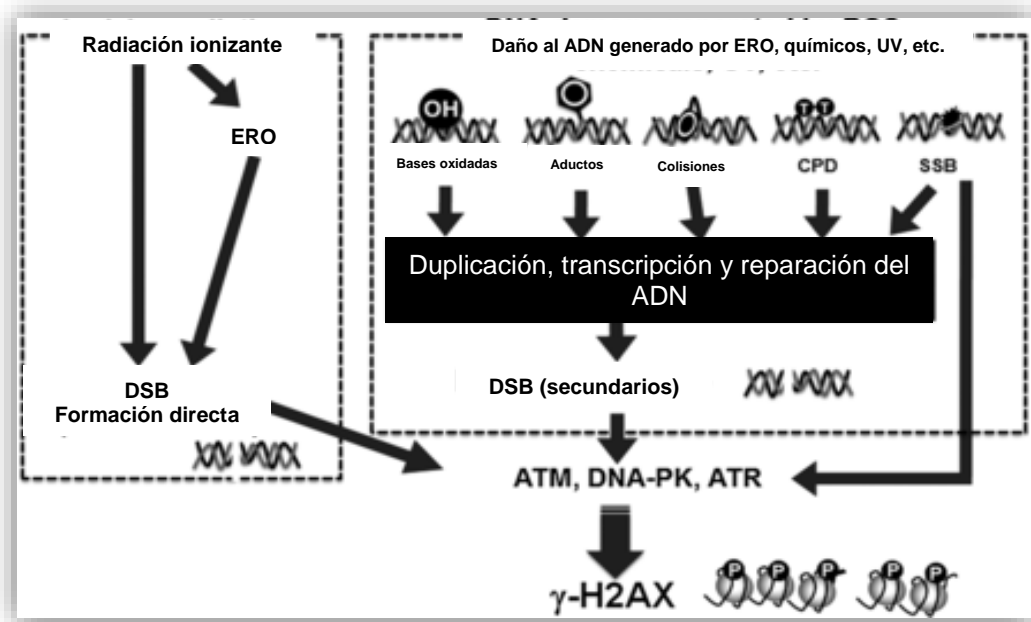 Radiación ionizante
ERO
DSB
Formación directa
Daño al ADN generado por ERO, químicos, UV, etc.
OH
T T
Bases oxidadas
Aductos
Colisiones
CPD
SSB
Duplicación, transcripción y reparación del
ADN
DSB (secundarios)
ATM, DNA-PK, ATR
γ-H2AX
P P P P P